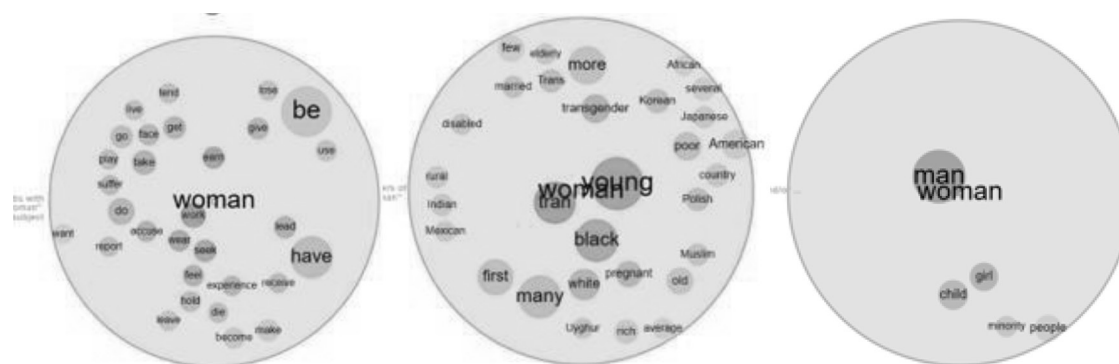 lose
tend
be
live
give
go
face
get
use
play
take
earn
suffer
woman
do
work
want
report
accuse
wear
seek
lead
have
feel
experience
receive
hold
die
leave
become
make
few
elderly
more
African
married
Trans
several
transgender
Korean
Japanese
disabled
poor
American
rural
woman
young
country
tran
Indian
Polish
Mexican
black
Muslim
first
many
white
pregnant
old
Uyghur
rich
average
man
woman
girl
child
minority
people